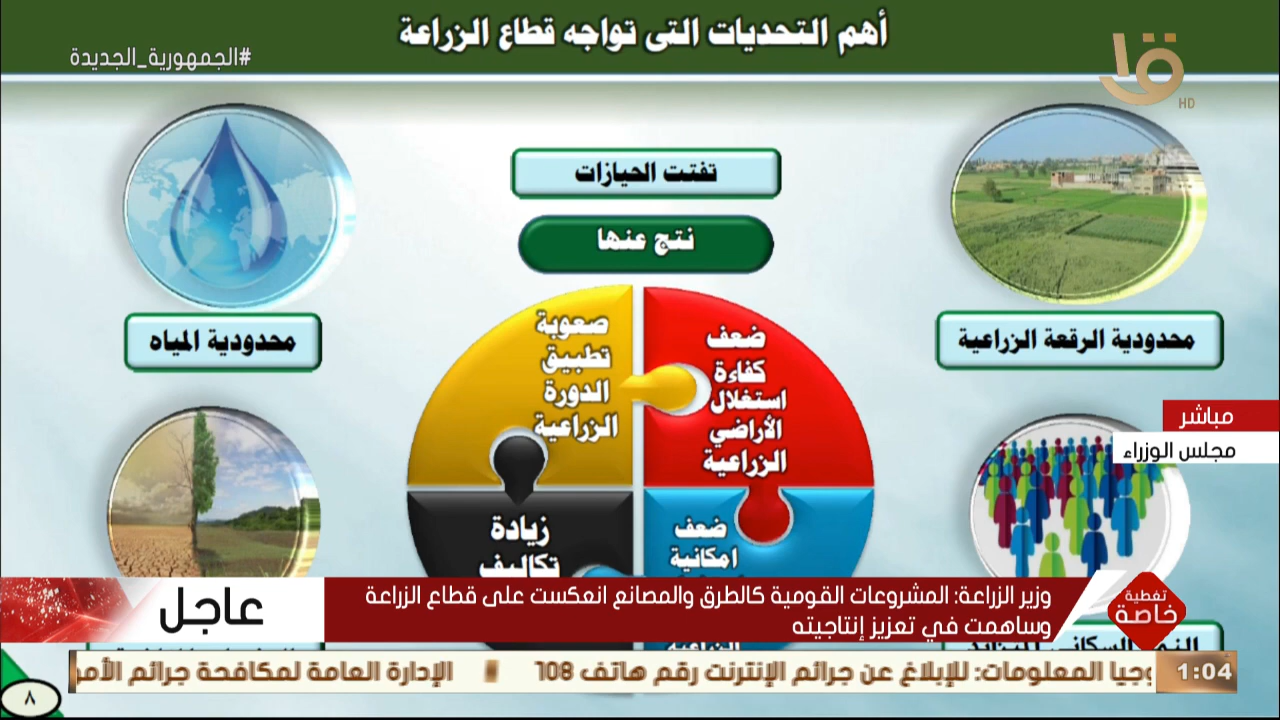 أهم التحديات التى تواجه قطاع الزراعة
#الجمهورية_الجديدة
HD
تفتت الحيازات
نتج عنها
محدودية الرقعة الزراعية
محدودية المياه
ضعف
كفاءة
استغلال
الأراضي
الزراعية
صعوبة
تطبيق
الدورة
الزراعية
ضعف
امكانية
زيادة
تكاليف
مباشر
مجلس الوزراء
تغطية
خاصة
عاجل
وزير الزراعة: المشروعات القومية كالطرق والمصانع انعكست على قطاع الزراعة
وساهمت في تعزيز إنتاجيته
المعلومات: للإبلاغ عن جرائم الإنترنت رقم هاتف 108
الإدارة العامة لمكافحة جرائم
1:04
٨